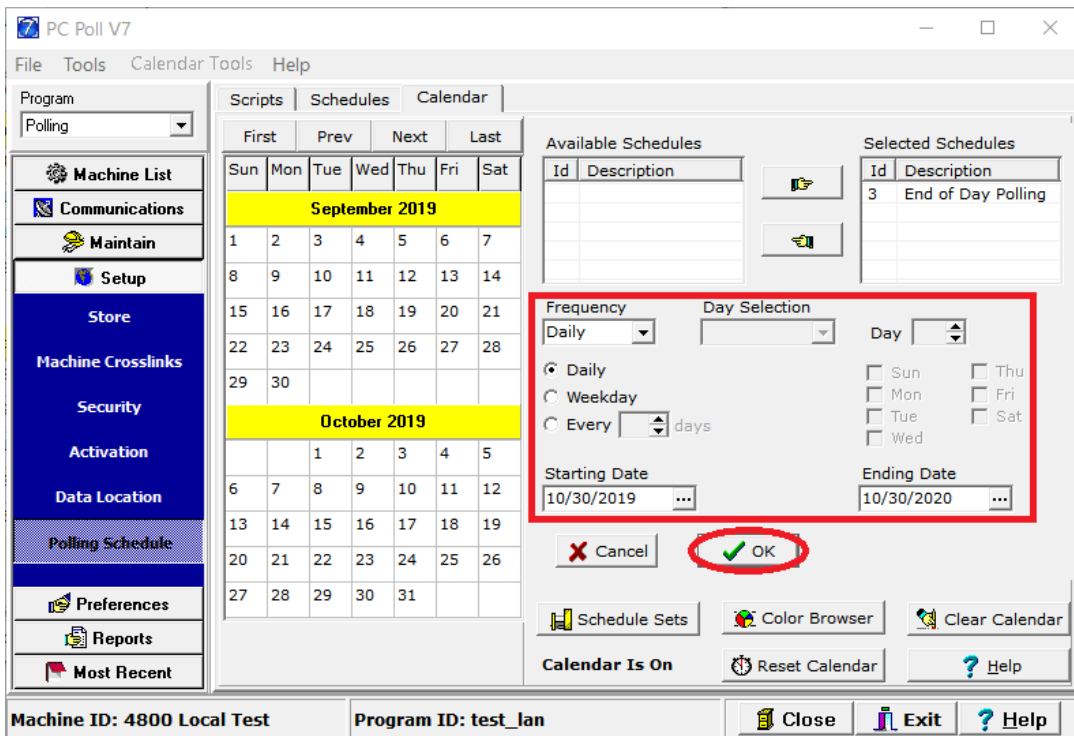 PC Poll V7
File Tools Calendar Tools Help
Program
Polling
Machine List
Communications
Maintain
Setup
Store
Machine Crosslinks
Security
Activation
Data Location
Polling Schedule
Preferences
Reports
Most Recent
Scripts Schedules Calendar
First Prev Next Last
Sun Mon Tue Wed Thu Fri Sat
September 2019
1 2 3 4 5 6 7
8 9 10 11 12 13 14
15 16 17 18 19 20 21
22 23 24 25 26 27 28
29 30
October 2019
1 2 3 4 5
6 7 8 9 10 11 12
13 14 15 16 17 18 19
20 21 22 23 24 25 26
27 28 29 30 31
Available Schedules
Id Description
Selected Schedules
Id Description
3 End of Day Polling
Frequency Day Selection
Daily Day
Daily
Weekday
Every days
Sun Thu
Mon Fri
Tue Sat
Wed
Starting Date Ending Date
10/30/2019 ... 10/30/2020 ...
Cancel OK
Schedule Sets Color Browser Clear Calendar
Calendar Is On Reset Calendar Help
Machine ID: 4800 Local Test Program ID: test_lan Close Exit Help